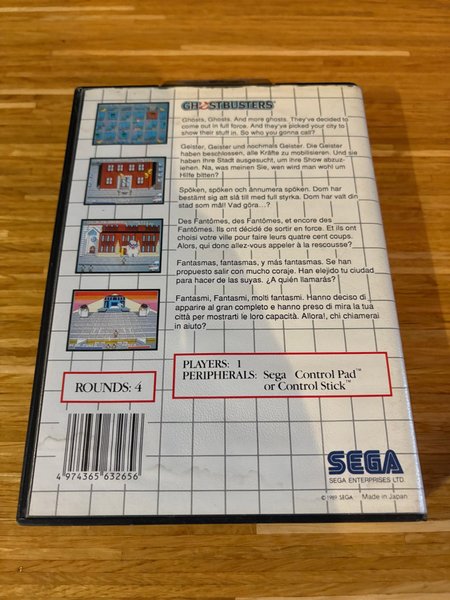 GHOSTBUSTERS
Ghosts, Ghosts. And more ghosts. They've decided to
come out in full force. And they've picked your city to
show their stuff in. So who you gonna call?
Geister, Geister und nochmals Geister. Die Geister
haben beschlossen, alle Kräfte zu mobilisieren. Und sie
haben Ihre Stadt ausgesucht, um ihre Show abzuzie-
hen. Na, was meinen Sie, wen wird man wohl um
Hilfe bitten?
Spöken, spöken och ännumera spöken. Dom har
bestämt sig att slå till med full styrka. Dom har valt din
stad som mål! Vad göra...?
Des Fantômes, des Fantômes, et encore des
Fantômes. Ils ont décidé de sortir en force. Et ils ont
choisi votre ville pour faire leurs quatre cent coups.
Alors, qui donc allez-vous appeler à la rescousse?
Fantasmas, fantasmas, y más fantasmas. Se han
propuesto salir con mucho coraje. Han elejido tu ciudad
para hacer de las suyas. ¿A quién llamarás?
Fantasmi, Fantasmi, molti fantasmi. Hanno deciso di
apparire al gran completo e hanno preso di mira la tua
città per mostrarti le loro capacità. Allora!, chi chiamerai
in aiuto?
PLAYERS: 1
PERIPHERALS: Sega Control Pad™
or Control Stick™
ROUNDS: 4
4 974365 632656
SEGA
SEGA ENTERPRISES LTD.
© 1989 SEGA Made in Japan